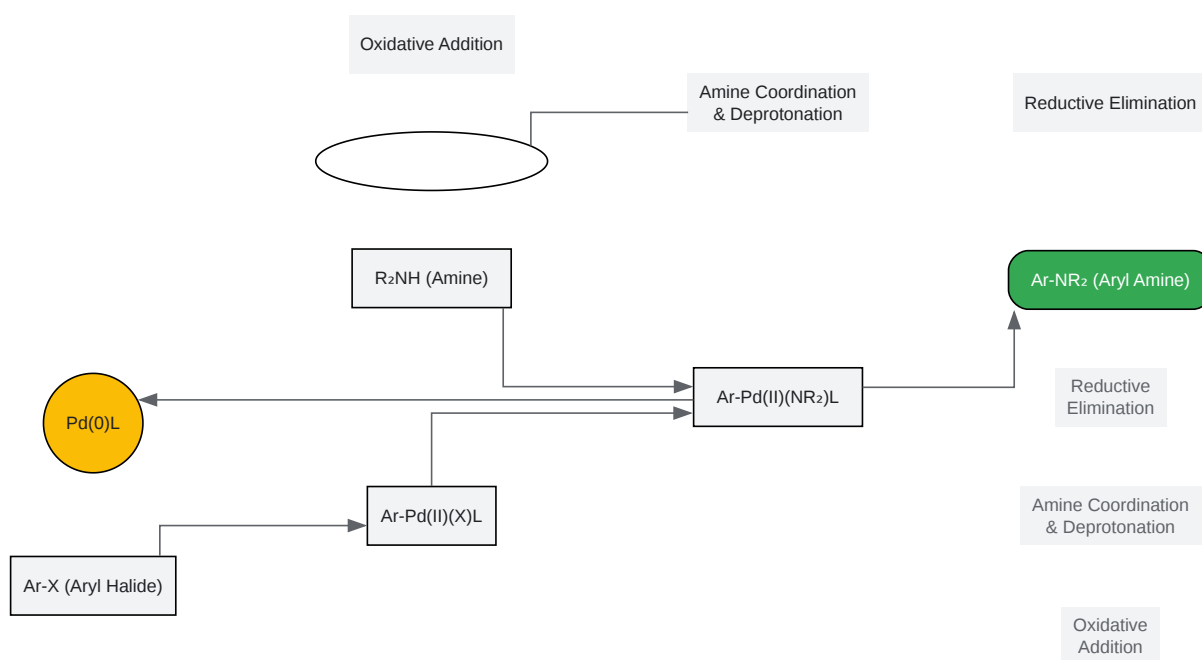 Oxidative Addition
Amine Coordination
& Deprotonation
Reductive Elimination
R₂NH (Amine)
Ar-NR₂ (Aryl Amine)
Ar-Pd(II)(NR₂)L
Reductive
Elimination
Pd(0)L
Ar-Pd(II)(X)L
Amine Coordination
& Deprotonation
Ar-X (Aryl Halide)
Oxidative
Addition